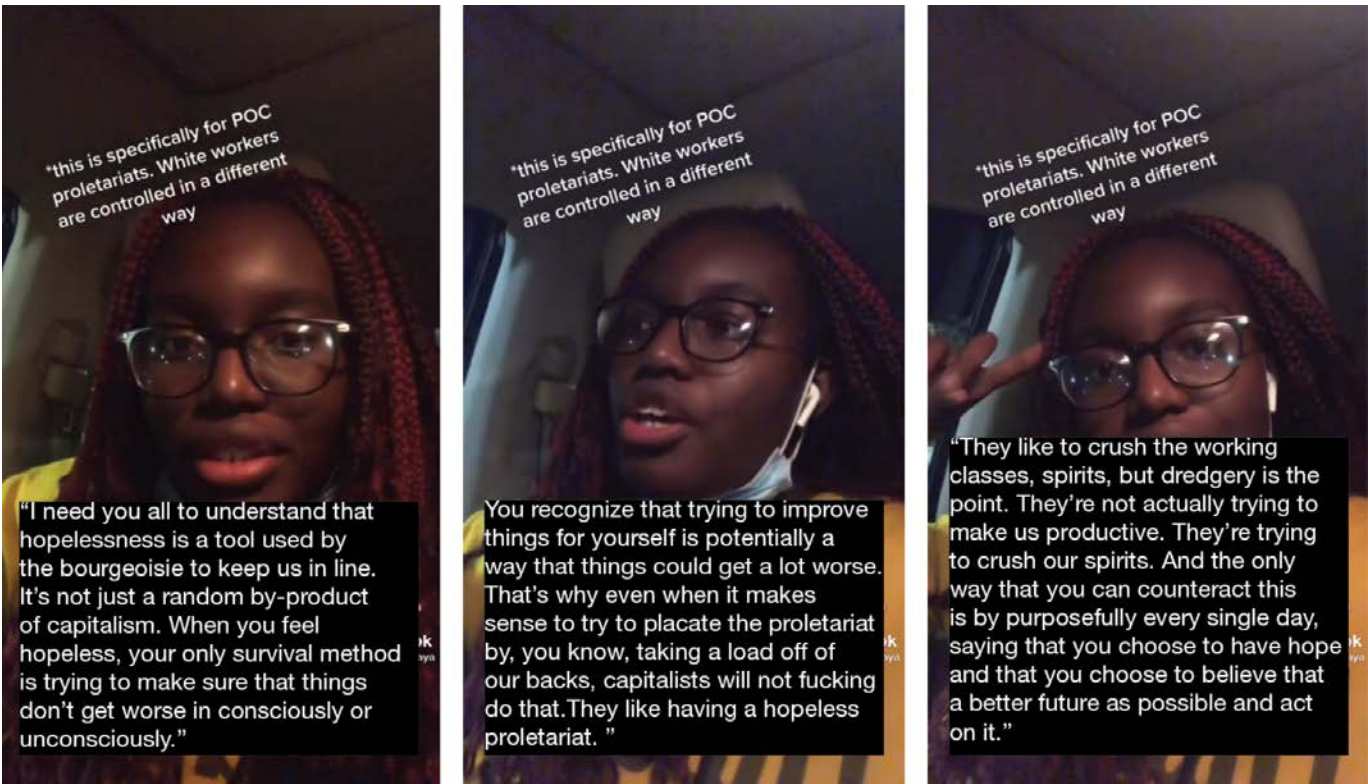 *this is specifically for POC
proletariats. White workers
are controlled in a different
way
“I need you all to understand that
hopelessness is a tool used by
the bourgeoisie to keep us in line.
It’s not just a random by-product
of capitalism. When you feel
hopeless, your only survival method
is trying to make sure that things
don’t get worse in consciously or
unconsciously.”
*this is specifically for POC
proletariats. White workers
are controlled in a different
way
You recognize that trying to improve
things for yourself is potentially a
way that things could get a lot worse.
That’s why even when it makes
sense to try to placate the proletariat
by, you know, taking a load off of
our backs, capitalists will not fucking
do that.They like having a hopeless
proletariat. ”
*this is specifically for POC
proletariats. White workers
are controlled in a different
way
“They like to crush the working
classes, spirits, but dredgery is the
point. They’re not actually trying to
make us productive. They’re trying
to crush our spirits. And the only
way that you can counteract this
is by purposefully every single day,
saying that you choose to have hope
and that you choose to believe that
a better future as possible and act
on it.”